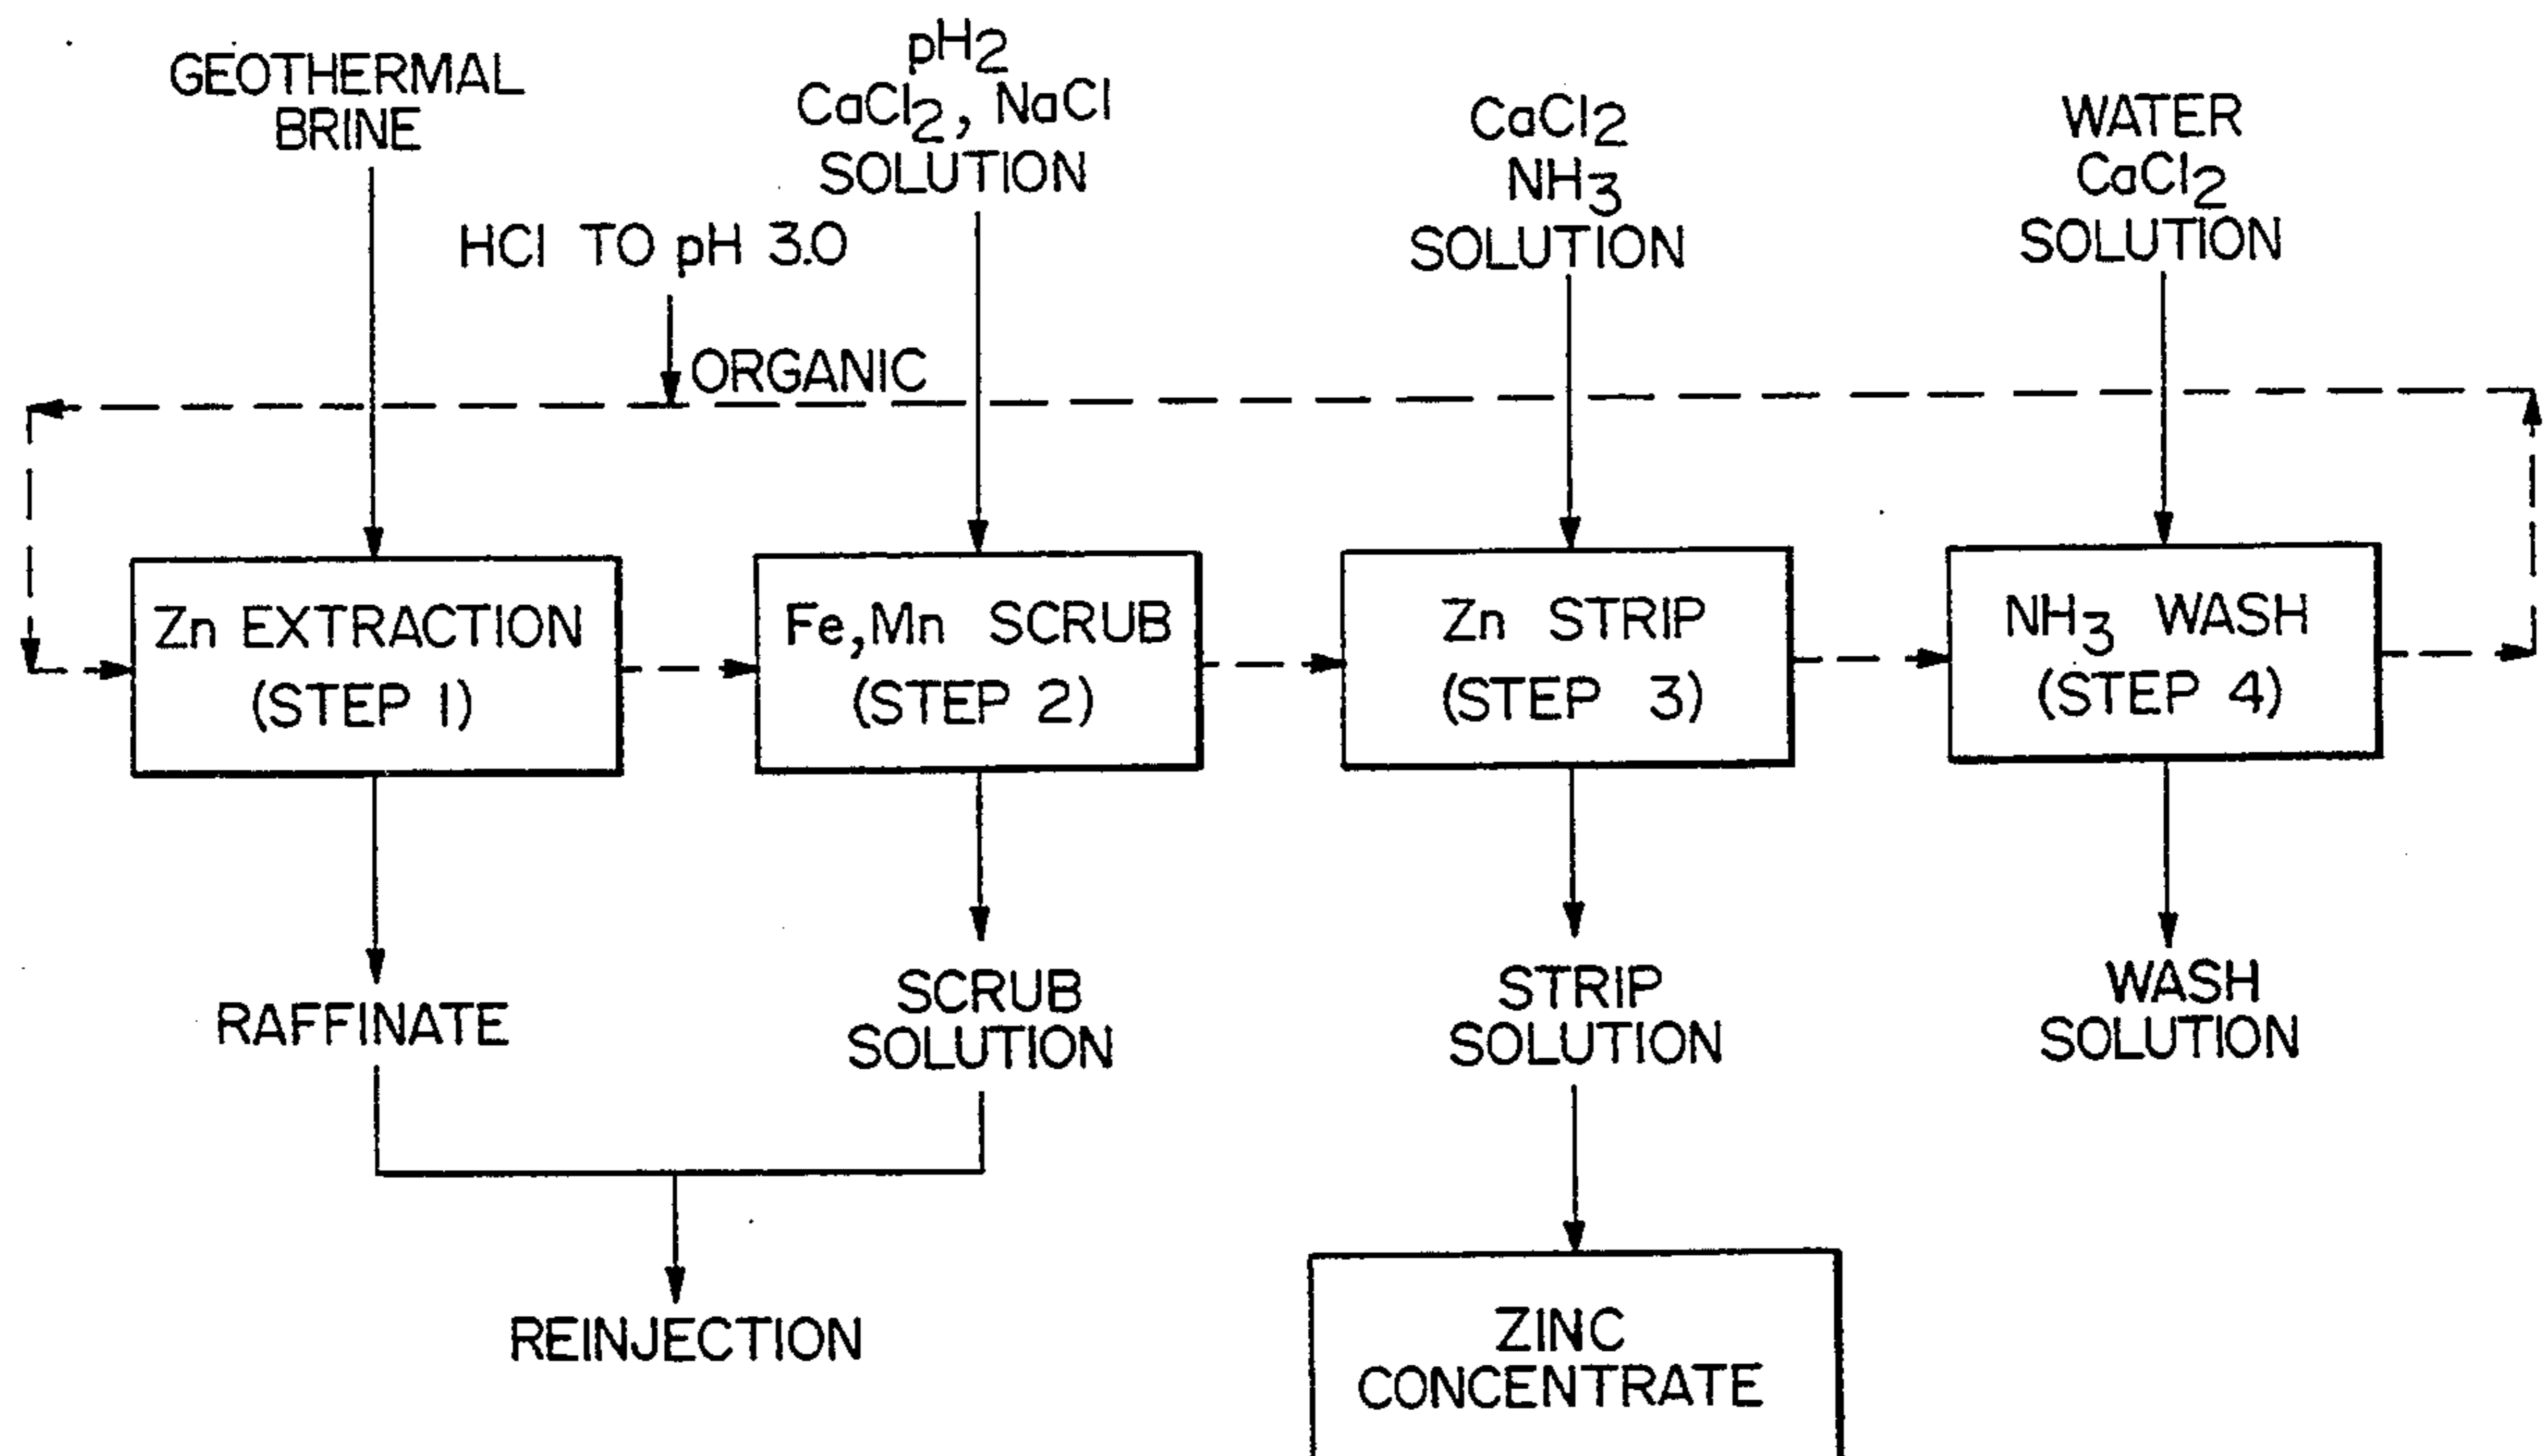 GEOTHERMAL
BRINE
pH2
CaCl2, NaCl
SOLUTION
CaCl2
NH3
SOLUTION
WATER
CaCl2
SOLUTION
HCl TO pH 3.0
ORGANIC
Zn EXTRACTION
(STEP 1)
Fe,Mn SCRUB
(STEP 2)
Zn STRIP
(STEP 3)
NH3 WASH
(STEP 4)
RAFFINATE
SCRUB
SOLUTION
STRIP
SOLUTION
WASH
SOLUTION
REINJECTION
ZINC
CONCENTRATE